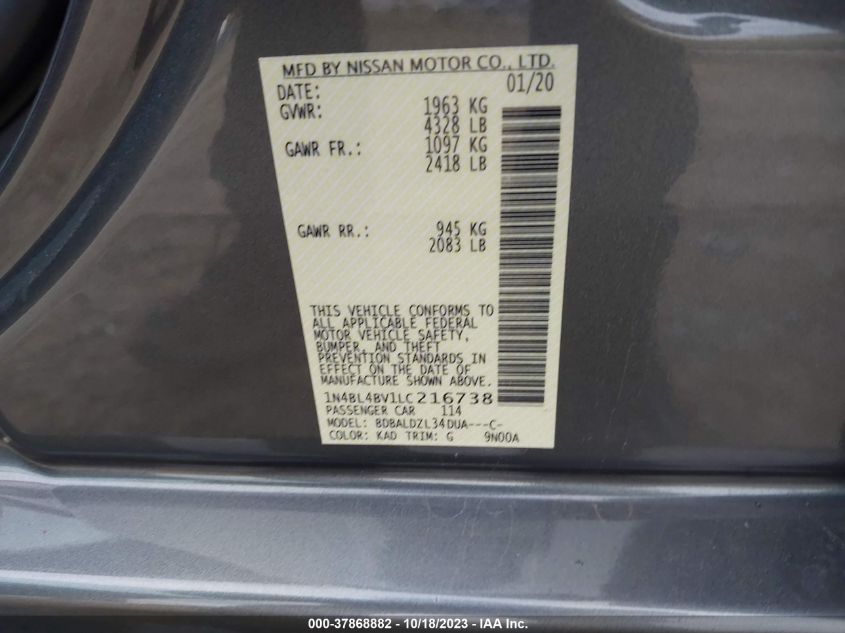 MFD BY NISSAN MOTOR CO., LTD.
DATE: 01/20
GVWR: 1963 KG
4328 LB
GAWR FR.: 1097 KG
2418 LB
GAWR RR.: 945 KG
2083 LB
THIS VEHICLE CONFORMS TO
ALL APPLICABLE FEDERAL
MOTOR VEHICLE SAFETY,
BUMPER, AND THEFT
PREVENTION STANDARDS IN
EFFECT ON THE DATE OF
MANUFACTURE SHOWN ABOVE.
1N4BL4BV1LC216738
PASSENGER CAR 114
MODEL: BDBALDZL34DUA---C-
COLOR: KAD TRIM: G 9N00A
000-37868882 - 10/18/2023 - IAA Inc.